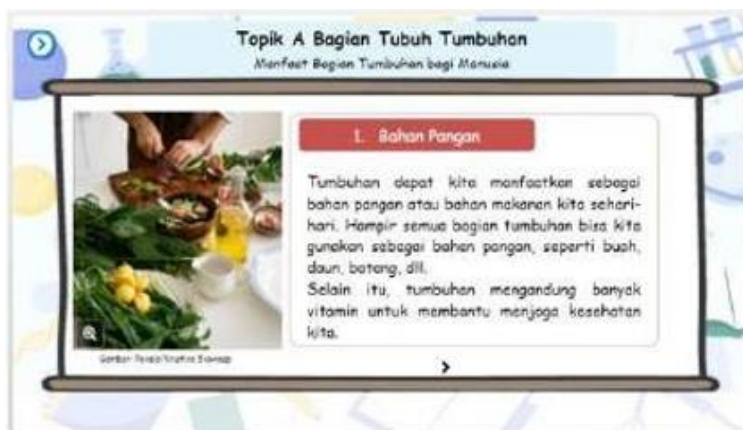 Topik A Bagian Tubuh Tumbuhan
Manfaat Bagian Tumbuhan bagi Manusia
1. Bahan Pangan
Tumbuhan dapat kita manfaatkan sebagai
bahan pangan atau bahan makanan kita sehari-
hari. Hampir semua bagian tumbuhan bisa kita
gunakan sebagai bahan pangan, seperti buah,
daun, batang, dll.
Selain itu, tumbuhan mengandung banyak
vitamin untuk membantu menjaga kesehatan
kita.
Gambar